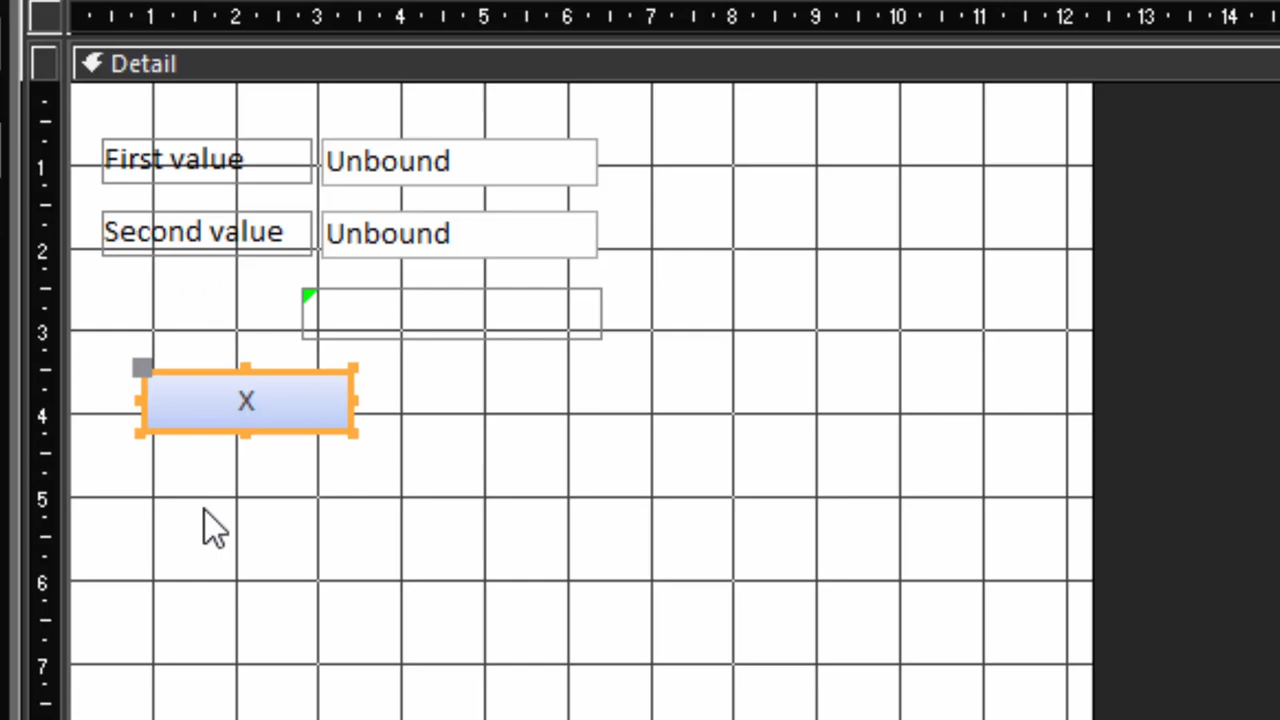 1 2 3 4 5 6 7 8 9 10 11 12 13 14
Detail
First value Unbound
1
Second value Unbound
2
3
X
4
5
6
7